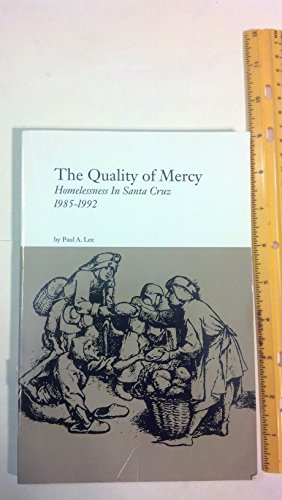 The Quality of Mercy
Homelessness In Santa Cruz
1985-1992
by Paul A. Lee